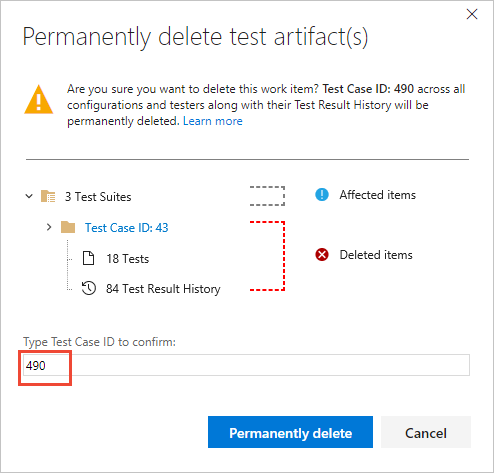 Permanently delete test artifact(s)
Are you sure you want to delete this work item? Test Case ID: 490 across all
configurations and testers along with their Test Result History will be
permanently deleted. Learn more
3 Test Suites
Affected items
Test Case ID: 43
18 Tests
Deleted items
84 Test Result History
Type Test Case ID to confirm:
490
Permanently delete
Cancel